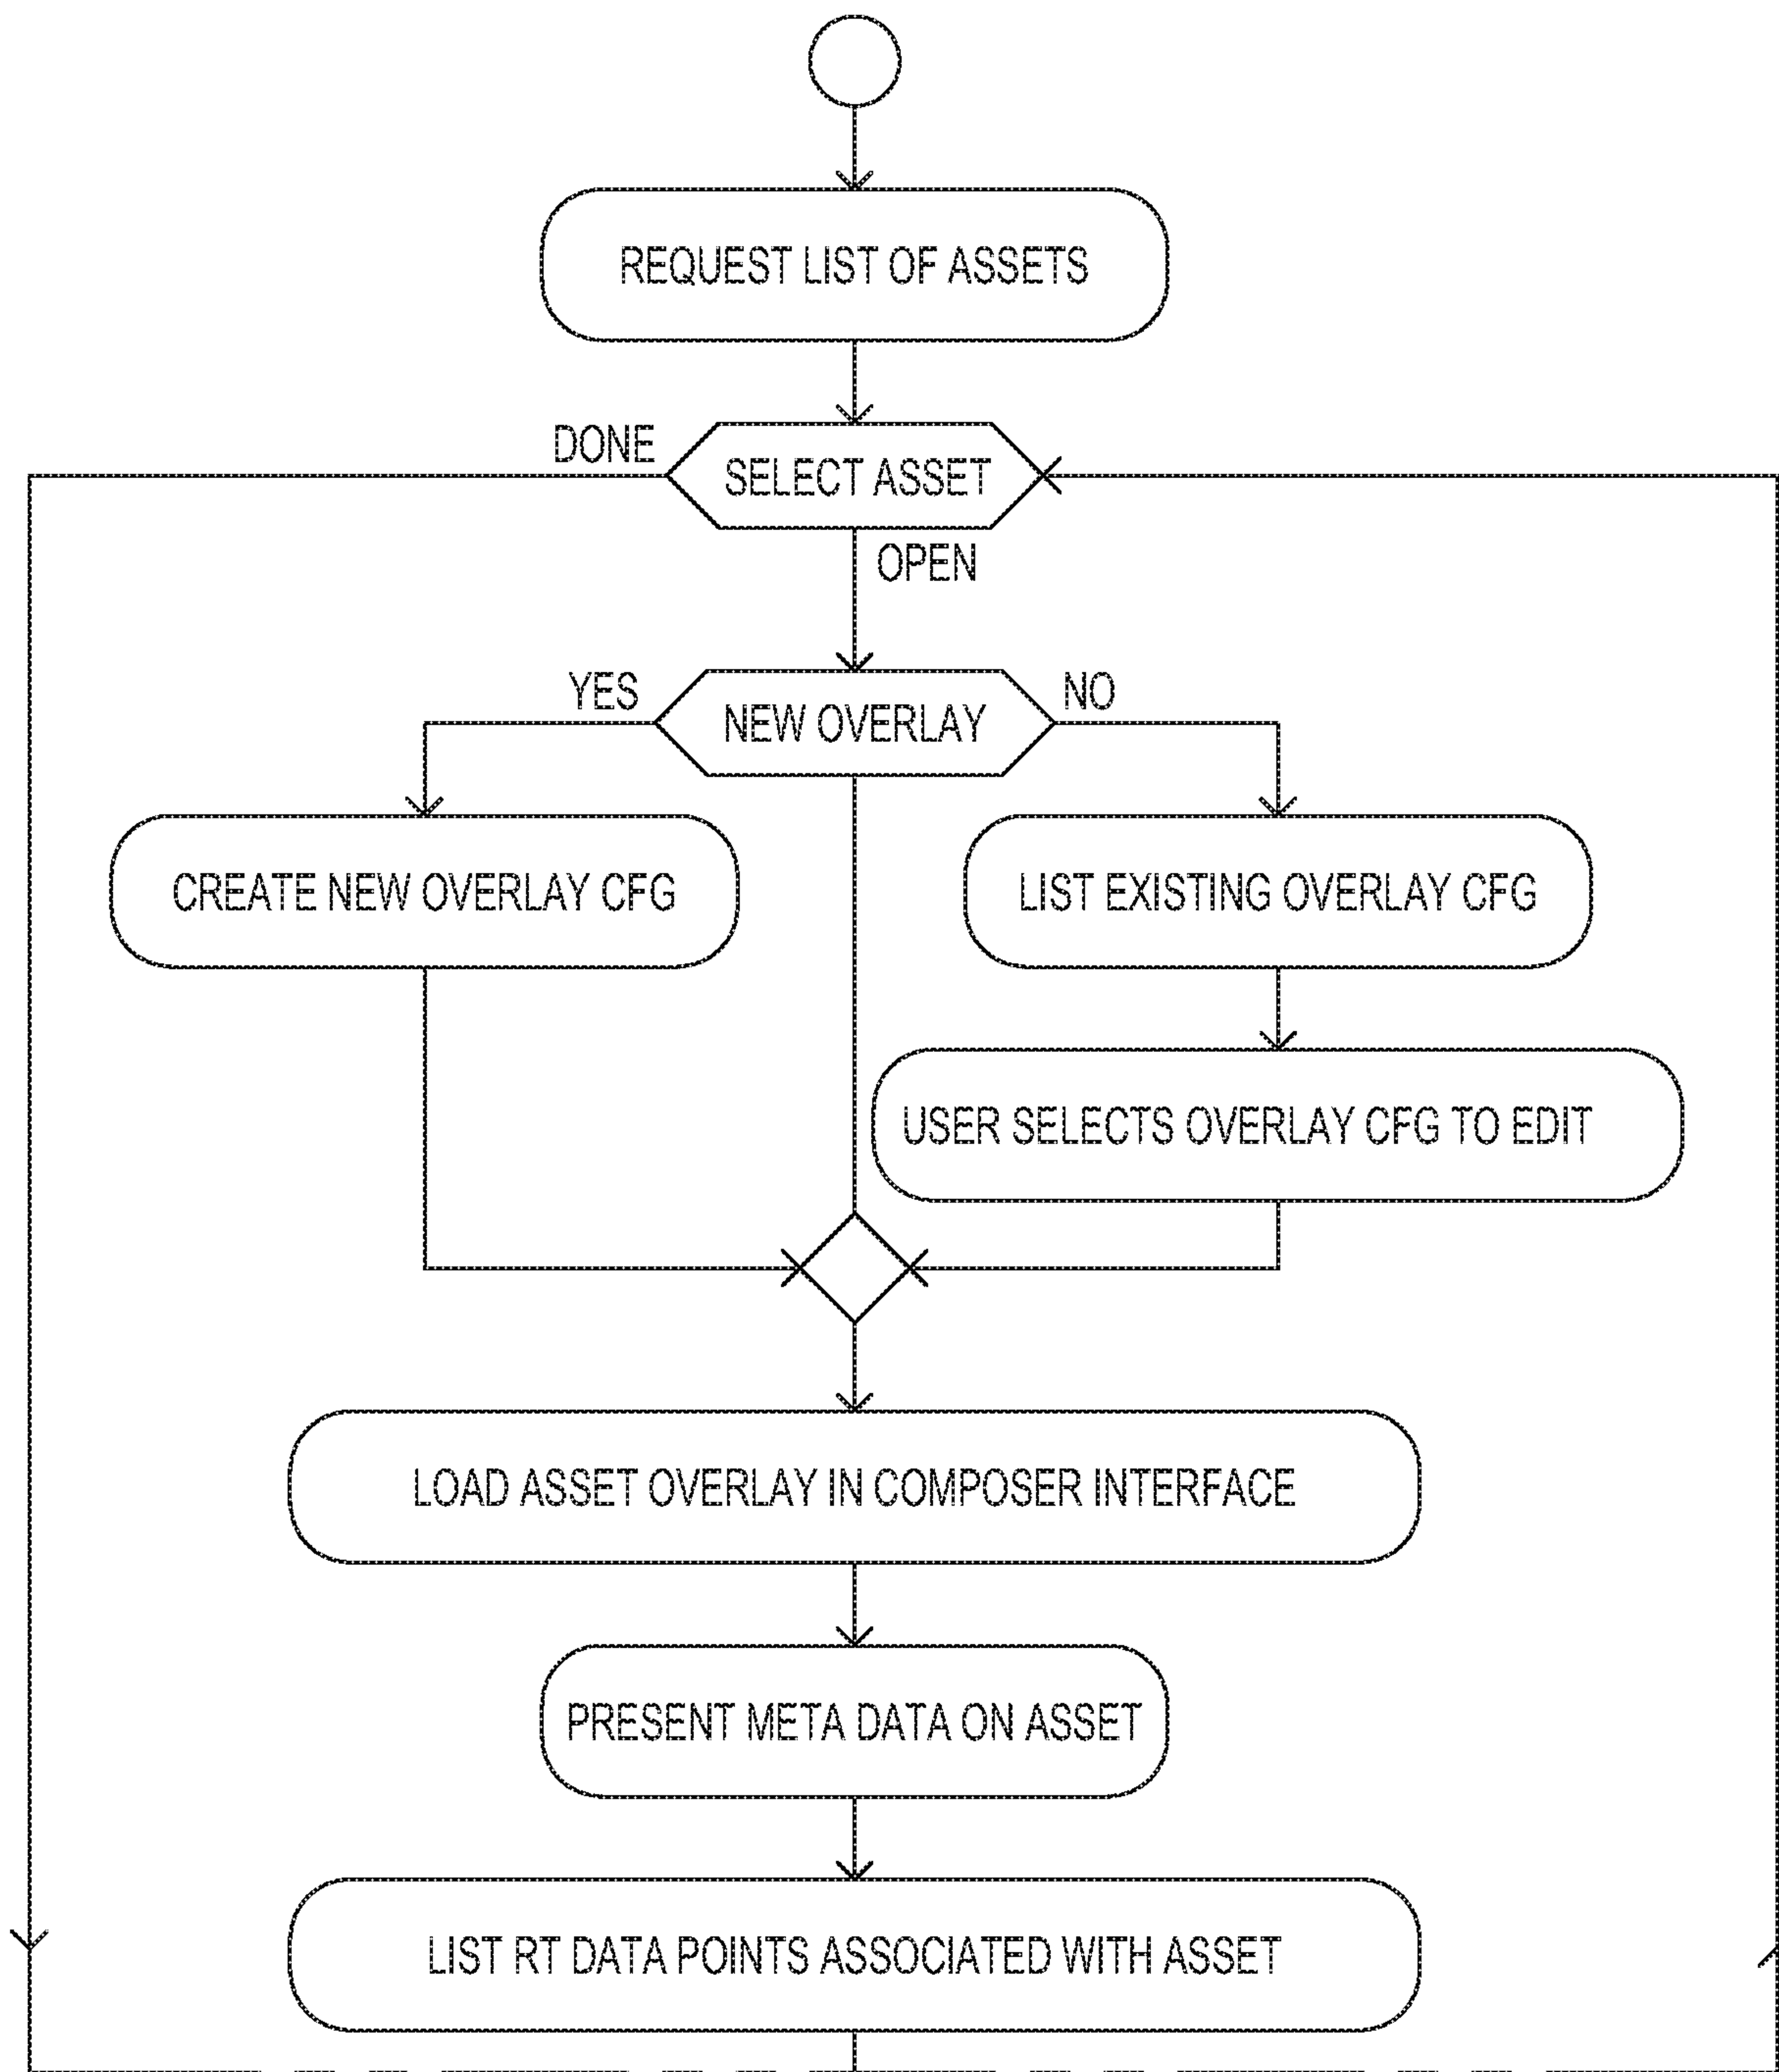 REQUEST LIST OF ASSETS
DONE
SELECT ASSET
OPEN
YES
NEW OVERLAY
NO
CREATE NEW OVERLAY CFG
LIST EXISTING OVERLAY CFG
USER SELECTS OVERLAY CFG TO EDIT
LOAD ASSET OVERLAY IN COMPOSER INTERFACE
PRESENT META DATA ON ASSET
LIST RT DATA POINTS ASSOCIATED WITH ASSET